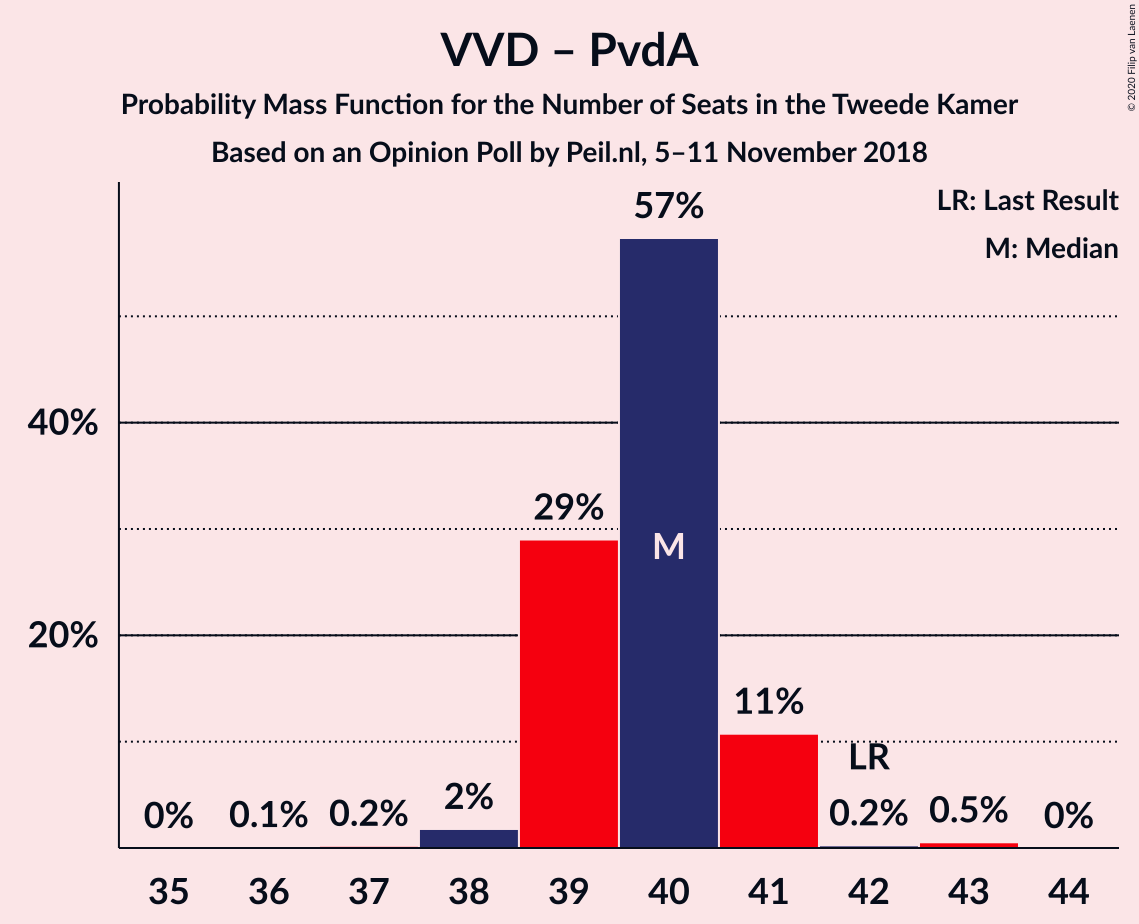 VVD – PvdA
Probability Mass Function for the Number of Seats in the Tweede Kamer
Based on an Opinion Poll by Peil.nl, 5–11 November 2018
© 2020 Filip van Laenen
LR: Last Result
M: Median
57%
40%
29%
M
20%
11%
LR
0%
0.1%
0.2%
2%
0.2%
0.5%
0%
35 36 37 38 39 40 41 42 43 44